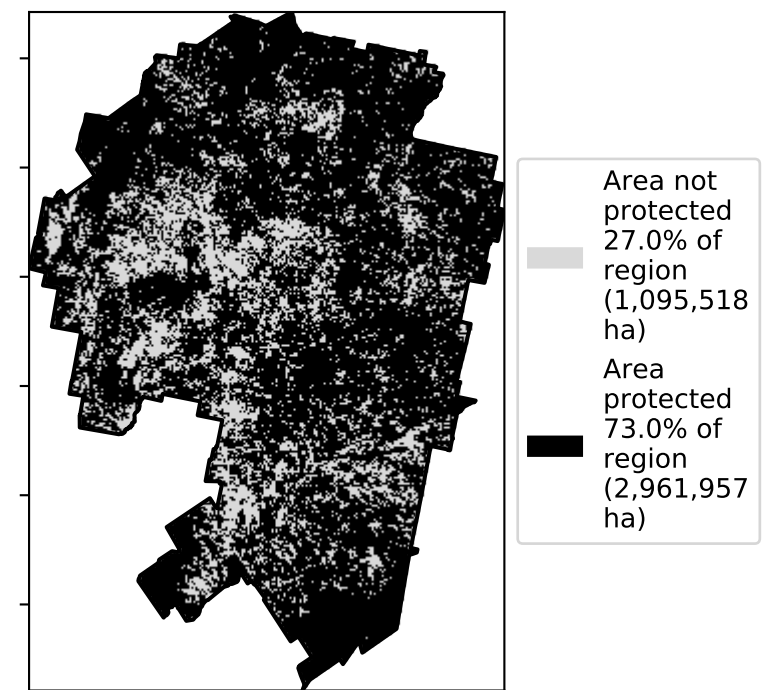 Area not
protected
27.0% of
region
(1,095,518
ha)
Area
protected
73.0% of
region
(2,961,957
ha)